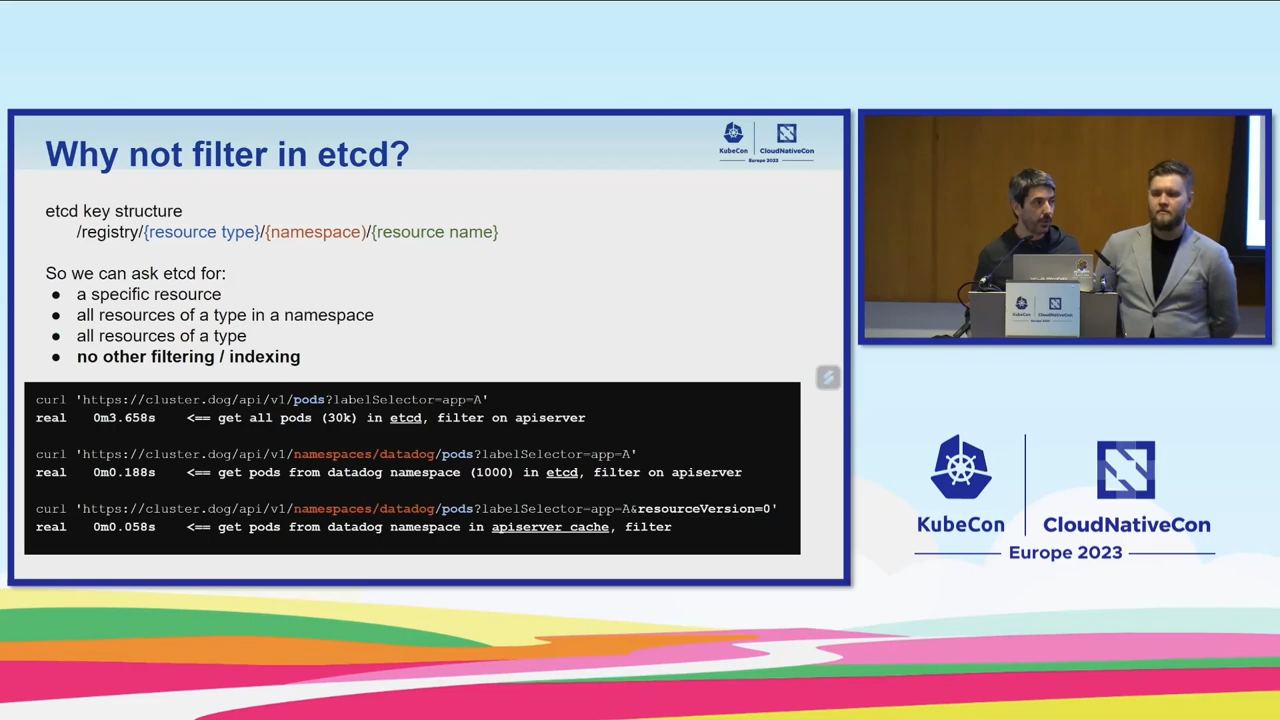 Why not filter in etcd?
KubeCon
CloudNativeCon
Europe 2023
etcd key structure
/registry/{resource type}/{namespace)/{resource name}
So we can ask etcd for:
● a specific resource
● all resources of a type in a namespace
● all resources of a type
● no other filtering / indexing
curl 'https://cluster.dog/api/v1/pods?labelSelector=app=A'
real 0m3.658s <== get all pods (30k) in etcd, filter on apiserver
curl 'https://cluster.dog/api/v1/namespaces/datadog/pods?labelSelector=app=A'
real 0m0.188s <== get pods from datadog namespace (1000) in etcd, filter on apiserver
curl 'https://cluster.dog/api/v1/namespaces/datadog/pods?labelSelector=app=A&resourceVersion=0'
real 0m0.058s <== get pods from datadog namespace in apiserver cache, filter
KubeCon
CloudNativeCon
Europe 2023